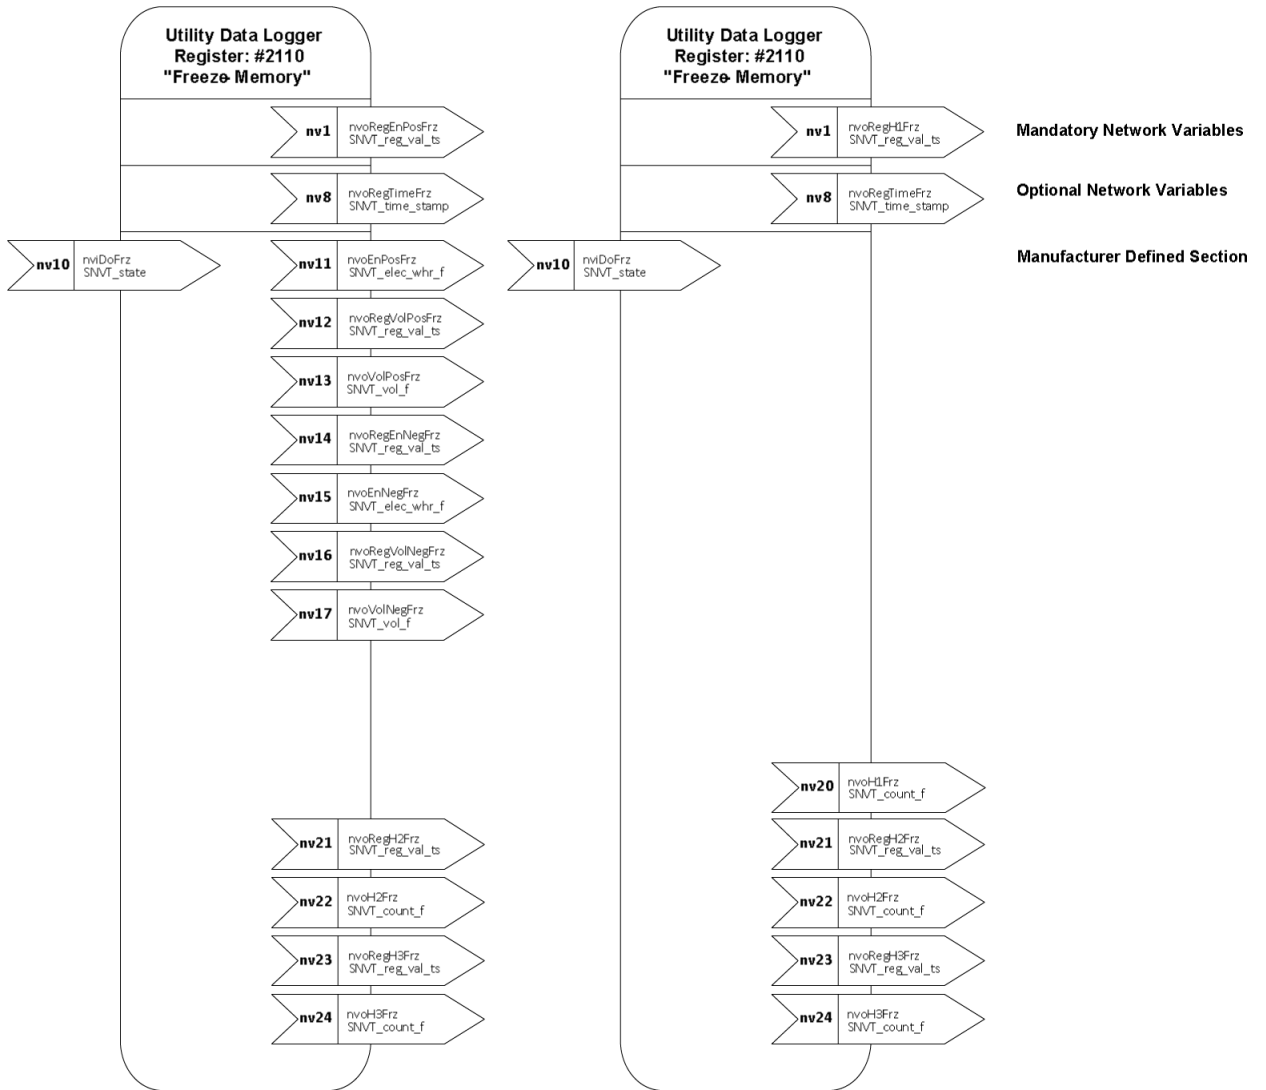 Utility Data Logger
Register: #2110
"Freeze- Memory"
nv1
nvoRegEnPosFrz
SNVT_reg_val_ts
nv8
nvoRegTimeFrz
SNVT_time_stamp
nv10
nviDoFrz
SNVT_state
nv11
nvoEnPosFrz
SNVT_elec_whr_f
nv12
nvoRegVolPosFrz
SNVT_reg_val_ts
nv13
nvoVolPosFrz
SNVT_vol_f
nv14
nvoRegEnNegFrz
SNVT_reg_val_ts
nv15
nvoEnNegFrz
SNVT_elec_whr_f
nv16
nvoRegVolNegFrz
SNVT_reg_val_ts
nv17
nvoVolNegFrz
SNVT_vol_f
nv21
nvoRegH2Frz
SNVT_reg_val_ts
nv22
nvoH2Frz
SNVT_count_f
nv23
nvoRegH3Frz
SNVT_reg_val_ts
nv24
nvoH3Frz
SNVT_count_f
Utility Data Logger
Register: #2110
"Freeze- Memory"
nv1
nvoRegH1Frz
SNVT_reg_val_ts
nv8
nvoRegTimeFrz
SNVT_time_stamp
nv10
nviDoFrz
SNVT_state
nv20
nvoH1Frz
SNVT_count_f
nv21
nvoRegH2Frz
SNVT_reg_val_ts
nv22
nvoH2Frz
SNVT_count_f
nv23
nvoRegH3Frz
SNVT_reg_val_ts
nv24
nvoH3Frz
SNVT_count_f
Mandatory Network Variables
Optional Network Variables
Manufacturer Defined Section